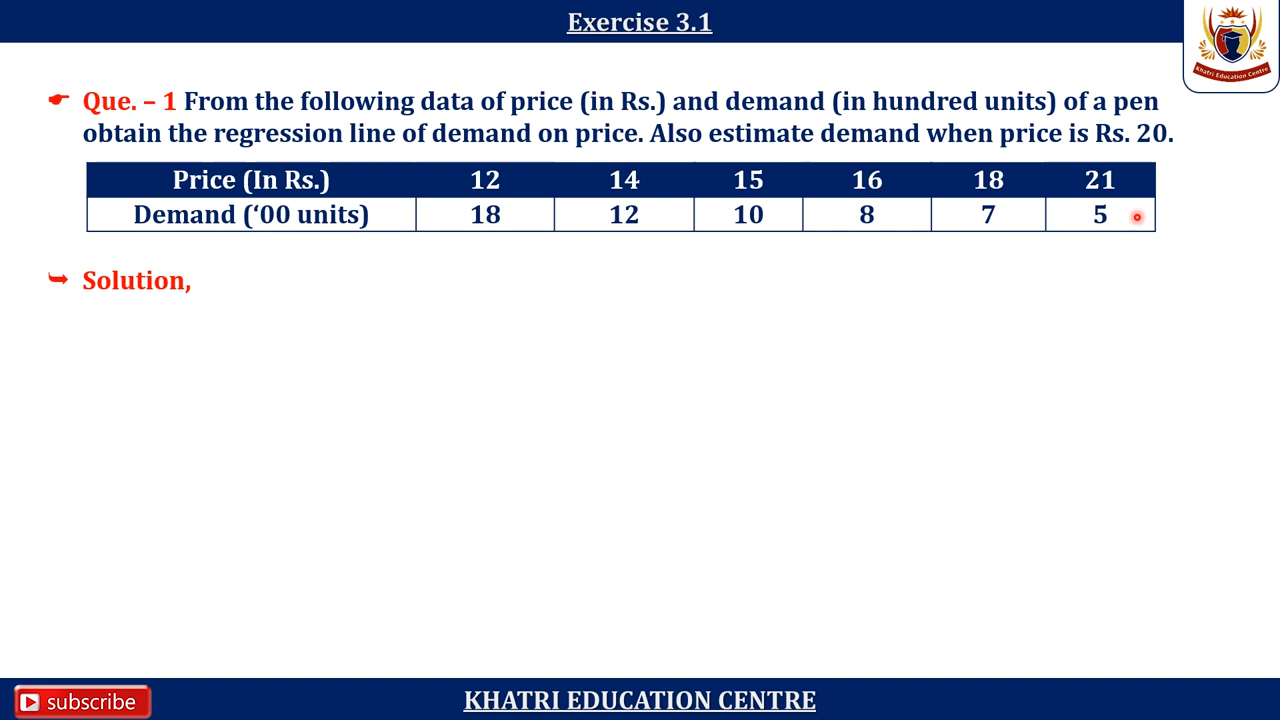 Exercise 3.1
Khatri Education Centre
☛ Que. – 1 From the following data of price (in Rs.) and demand (in hundred units) of a pen
obtain the regression line of demand on price. Also estimate demand when price is Rs. 20.
Price (In Rs.) 12 14 15 16 18 21
Demand (‘00 units) 18 12 10 8 7 5
➥ Solution,
subscribe
KHATRI EDUCATION CENTRE